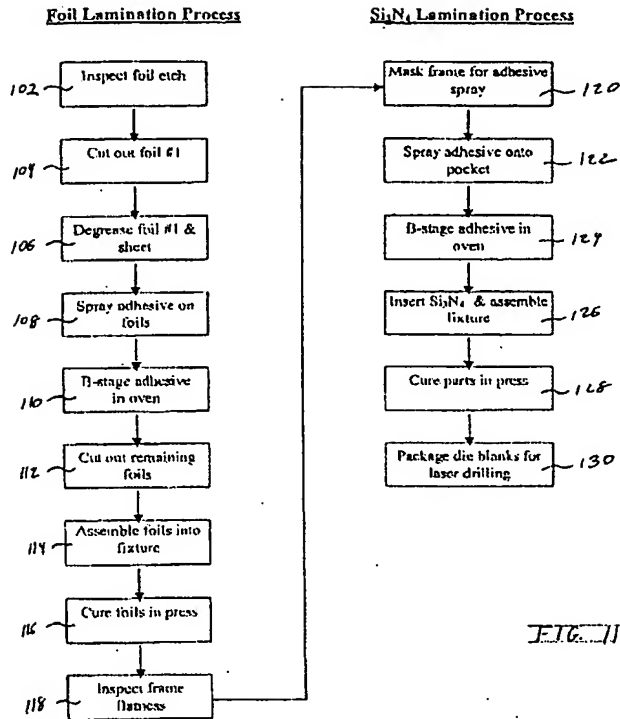 Foil Lamination Process
102
Inspect foil etch
104
Cut out foil #1
106
Degrease foil #1 &
sheet
108
Spray adhesive on
foils
110
B-stage adhesive
in oven
112
Cut out remaining
foils
114
Assemble foils into
fixture
116
Cure foils in press
118
Inspect frame
flatness
Si₃N₄ Lamination Process
Mask frame for adhesive
spray
120
Spray adhesive onto
pocket
122
B-stage adhesive in
oven
124
Insert Si₃N₄ & assemble
fixture
126
Cure parts in press
128
Package die blanks for
laser drilling
130
FIG. 11